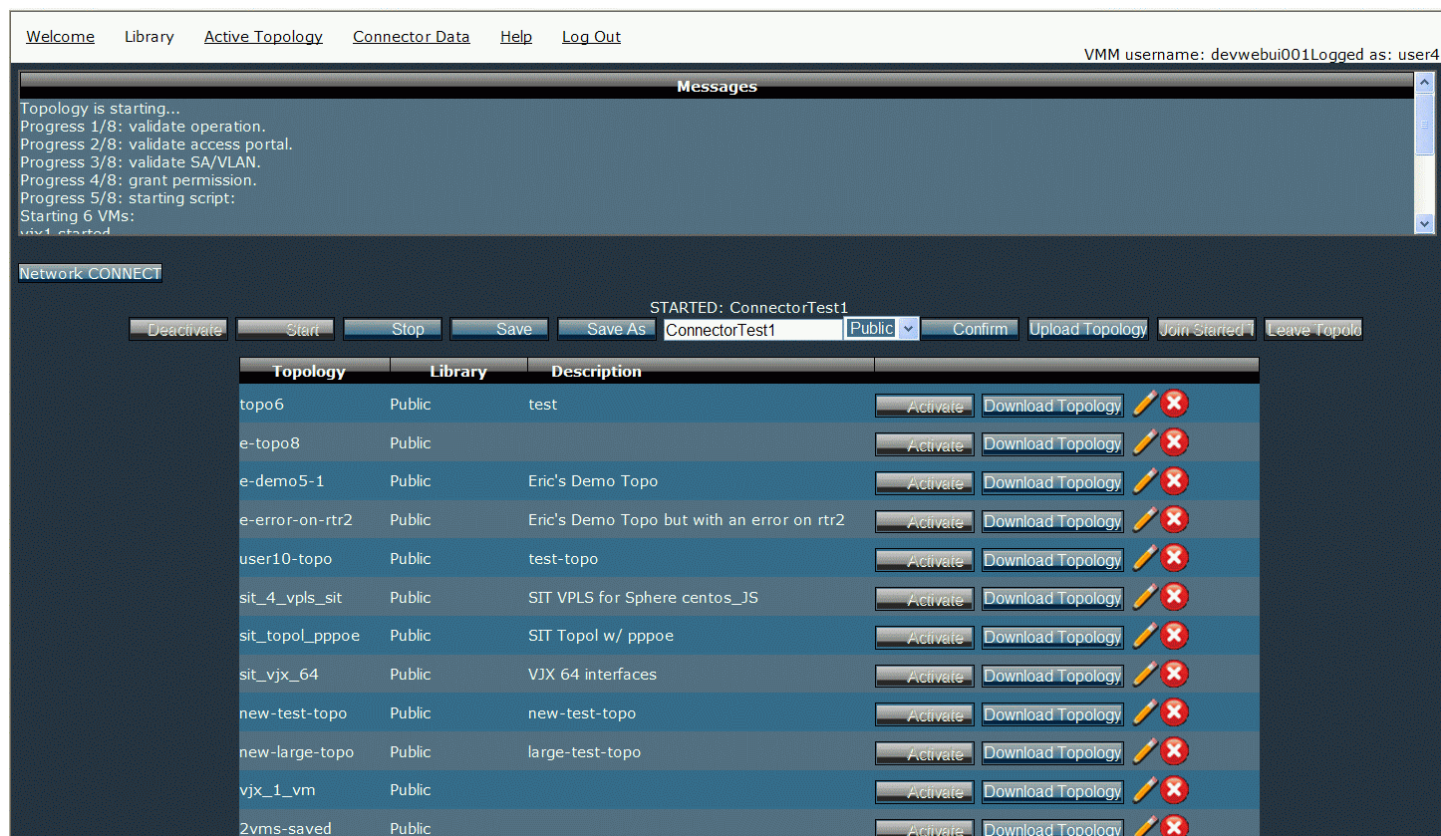 Welcome Library Active Topology Connector Data Help Log Out
VMM username: devwebui001Logged as: user4
Messages
Topology is starting...
Progress 1/8: validate operation.
Progress 2/8: validate access portal.
Progress 3/8: validate SA/VLAN.
Progress 4/8: grant permission.
Progress 5/8: starting script:
Starting 6 VMs:
vjx1 started
Network CONNECT
STARTED: ConnectorTest1
Deactivate Start Stop Save Save As ConnectorTest1 Public Confirm Upload Topology Join Started T Leave Topolo
Topology Library Description
topo6 Public test Activate Download Topology
e-topo8 Public Activate Download Topology
e-demo5-1 Public Eric's Demo Topo Activate Download Topology
e-error-on-rtr2 Public Eric's Demo Topo but with an error on rtr2 Activate Download Topology
user10-topo Public test-topo Activate Download Topology
sit_4_vpls_sit Public SIT VPLS for Sphere centos_JS Activate Download Topology
sit_topol_pppoe Public SIT Topol w/ pppoe Activate Download Topology
sit_vjx_64 Public VJX 64 interfaces Activate Download Topology
new-test-topo Public new-test-topo Activate Download Topology
new-large-topo Public large-test-topo Activate Download Topology
vjx_1_vm Public Activate Download Topology
2vms-saved Public Activate Download Topology